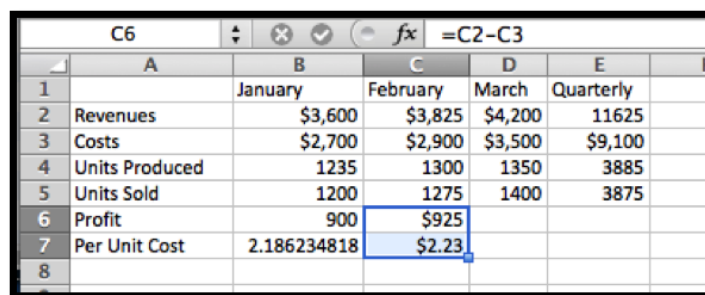 C6 fx =C2-C3
A B C D E
1 January February March Quarterly
2 Revenues $3,600 $3,825 $4,200 11625
3 Costs $2,700 $2,900 $3,500 $9,100
4 Units Produced 1235 1300 1350 3885
5 Units Sold 1200 1275 1400 3875
6 Profit 900 $925
7 Per Unit Cost 2.186234818 $2.23
8